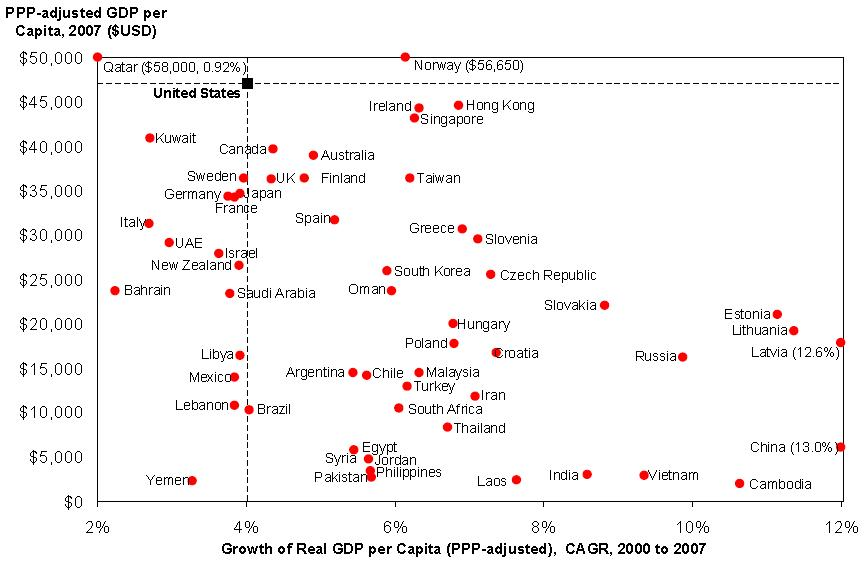 PPP-adjusted GDP per
Capita, 2007 ($USD)
$50,000
Qatar ($58,000, 0.92%)
Norway ($56,650)
United States
$45,000
Ireland
Hong Kong
Singapore
$40,000
Kuwait
Canada
Australia
$35,000
Sweden
UK
Finland
Taiwan
Germany
Japan
France
$30,000
Italy
Spain
Greece
UAE
Slovenia
Israel
New Zealand
$25,000
South Korea
Czech Republic
Bahrain
Saudi Arabia
Oman
Slovakia
$20,000
Estonia
Hungary
Lithuania
Poland
Latvia (12.6%)
Libya
Croatia
Russia
$15,000
Mexico
Argentina
Chile
Malaysia
Turkey
Iran
$10,000
Lebanon
Brazil
South Africa
Thailand
$5,000
Egypt
China (13.0%)
Syria
Jordan
Philippines
Pakistan
Yemen
Laos
India
Vietnam
Cambodia
$0
2%
4%
6%
8%
10%
12%
Growth of Real GDP per Capita (PPP-adjusted), CAGR, 2000 to 2007